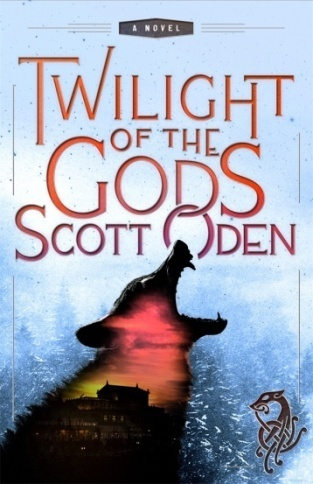 A NOVEL
TWILIGHT
OF THE
GODS
SCOTT ODEN